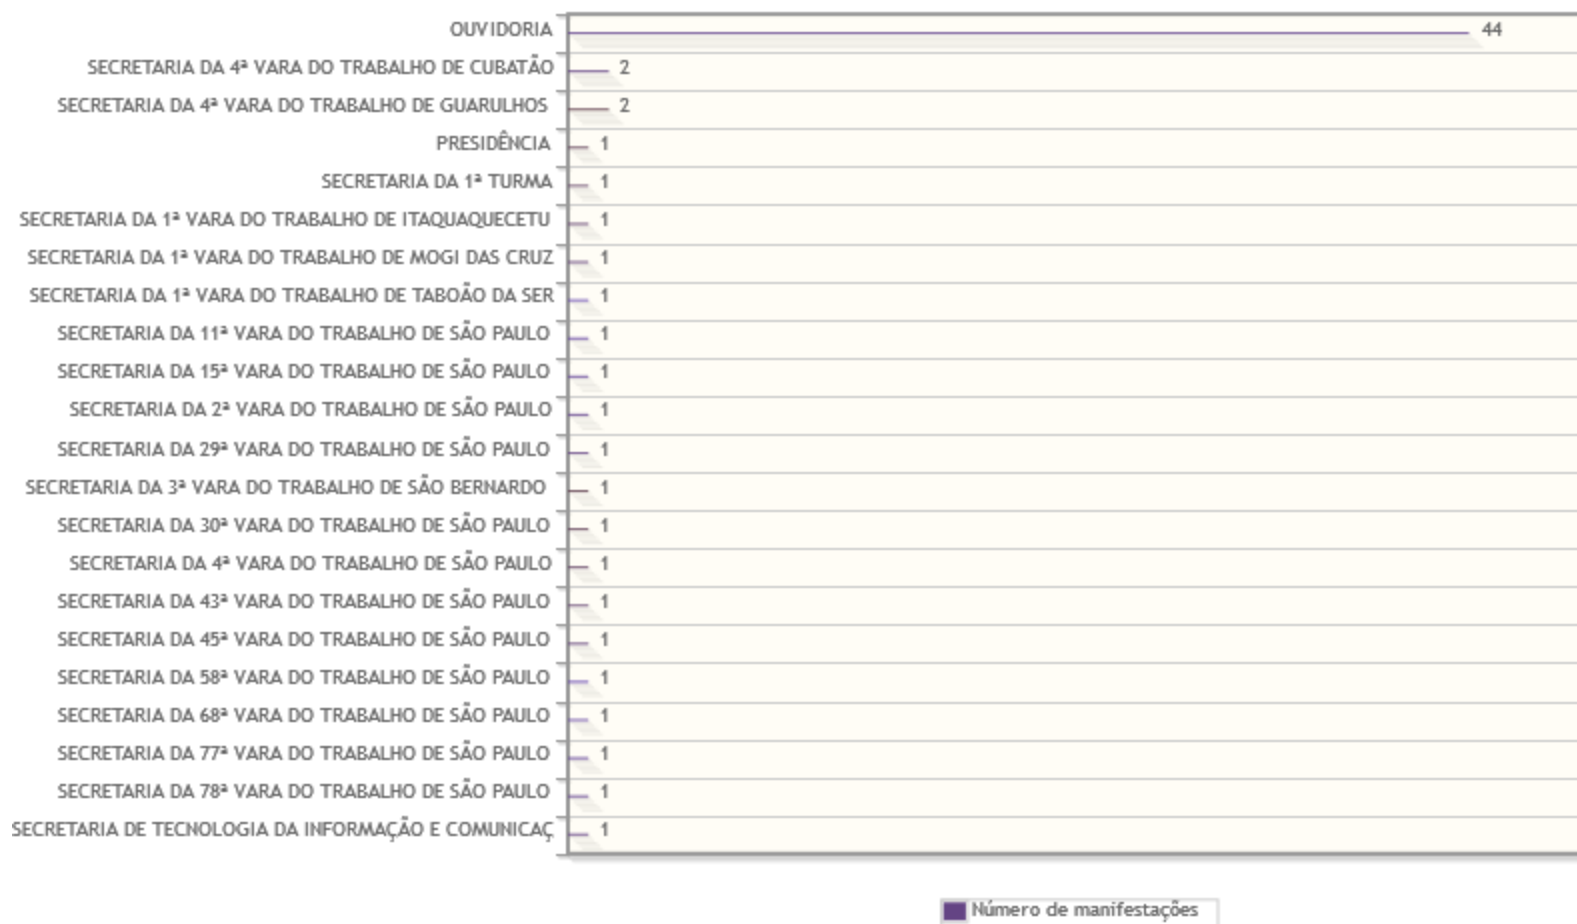 OUVIDORIA 44
SECRETARIA DA 4ª VARA DO TRABALHO DE CUBATÃO 2
SECRETARIA DA 4ª VARA DO TRABALHO DE GUARULHOS 2
PRESIDÊNCIA 1
SECRETARIA DA 1ª TURMA 1
SECRETARIA DA 1ª VARA DO TRABALHO DE ITAQUAQUECETU 1
SECRETARIA DA 1ª VARA DO TRABALHO DE MOGI DAS CRUZ 1
SECRETARIA DA 1ª VARA DO TRABALHO DE TABOÃO DA SER 1
SECRETARIA DA 11ª VARA DO TRABALHO DE SÃO PAULO 1
SECRETARIA DA 15ª VARA DO TRABALHO DE SÃO PAULO 1
SECRETARIA DA 2ª VARA DO TRABALHO DE SÃO PAULO 1
SECRETARIA DA 29ª VARA DO TRABALHO DE SÃO PAULO 1
SECRETARIA DA 3ª VARA DO TRABALHO DE SÃO BERNARDO 1
SECRETARIA DA 30ª VARA DO TRABALHO DE SÃO PAULO 1
SECRETARIA DA 4ª VARA DO TRABALHO DE SÃO PAULO 1
SECRETARIA DA 43ª VARA DO TRABALHO DE SÃO PAULO 1
SECRETARIA DA 45ª VARA DO TRABALHO DE SÃO PAULO 1
SECRETARIA DA 58ª VARA DO TRABALHO DE SÃO PAULO 1
SECRETARIA DA 68ª VARA DO TRABALHO DE SÃO PAULO 1
SECRETARIA DA 77ª VARA DO TRABALHO DE SÃO PAULO 1
SECRETARIA DA 78ª VARA DO TRABALHO DE SÃO PAULO 1
SECRETARIA DE TECNOLOGIA DA INFORMAÇÃO E COMUNICAÇ 1
Número de manifestações